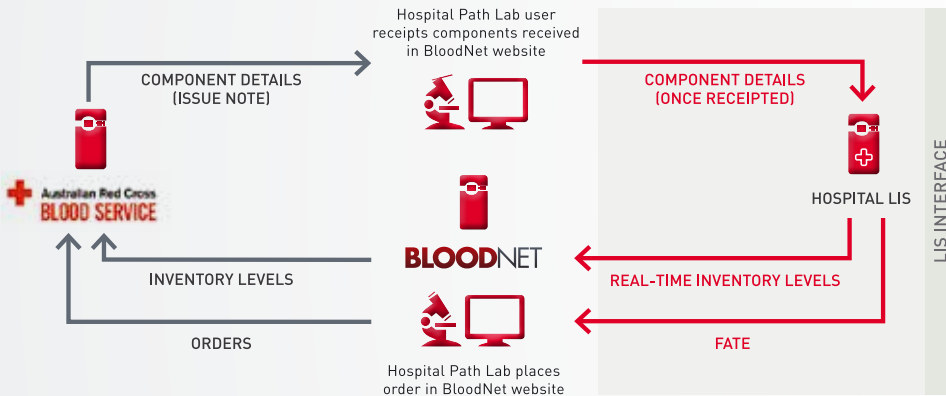 Hospital Path Lab user
receipts components received
in BloodNet website
COMPONENT DETAILS
(ISSUE NOTE)
COMPONENT DETAILS
(ONCE RECEIPTED)
Australian Red Cross
BLOOD SERVICE
HOSPITAL LIS
LIS INTERFACE
BLOODNET
INVENTORY LEVELS
REAL-TIME INVENTORY LEVELS
ORDERS
FATE
Hospital Path Lab places
order in BloodNet website